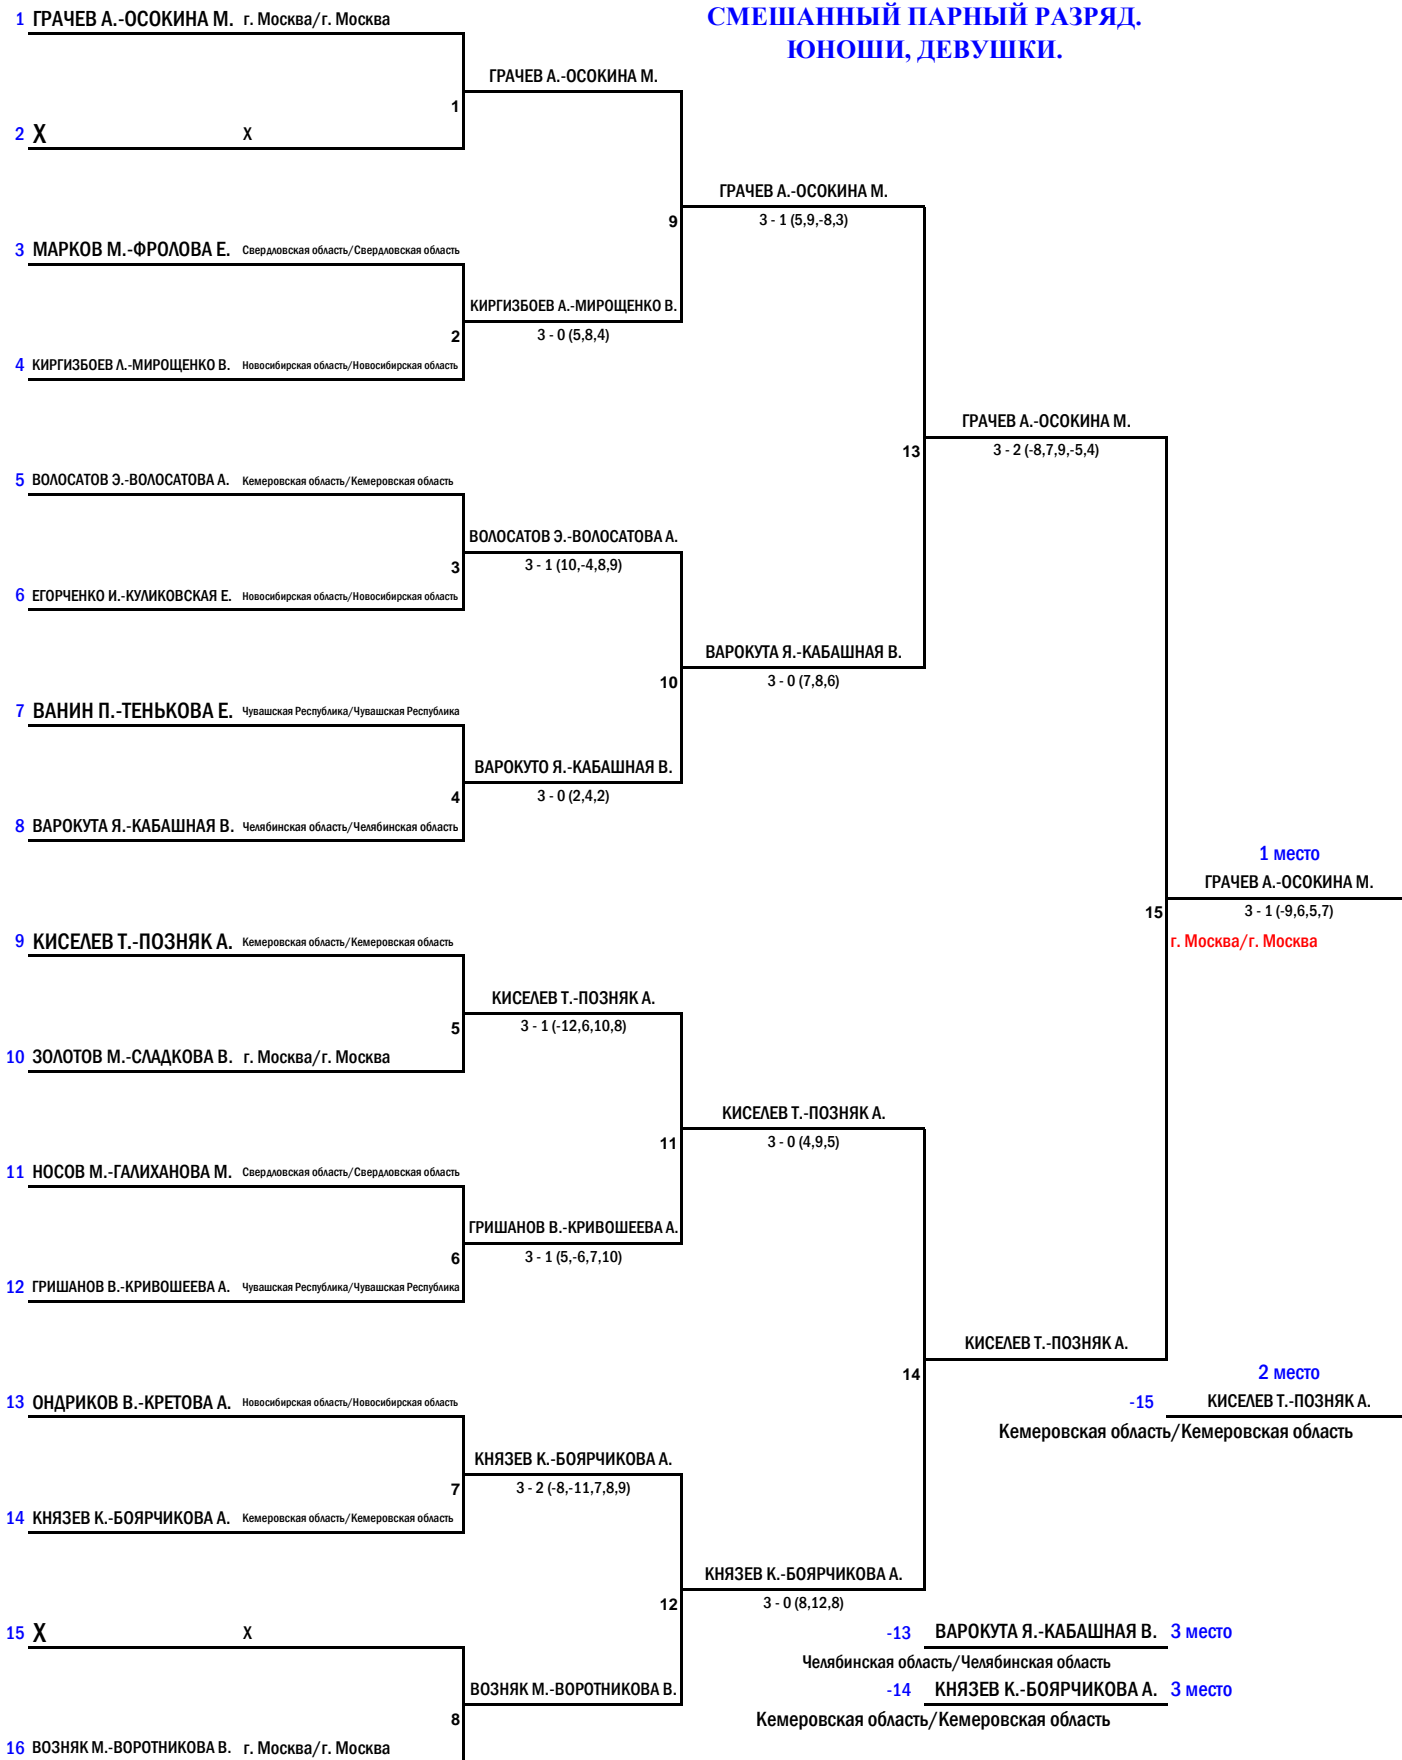 СМЕШАННЫЙ ПАРНЫЙ РАЗРЯД.
ЮНОШИ, ДЕВУШКИ.
1 ГРАЧЕВ А.-ОСОКИНА М. г. Москва/г. Москва
ГРАЧЕВ А.-ОСОКИНА М.
1
2 X X
ГРАЧЕВ А.-ОСОКИНА М.
9 3 - 1 (5,9,-8,3)
3 МАРКОВ М.-ФРОЛОВА Е. Свердловская область/Свердловская область
КИРГИЗБОЕВ А.-МИРОЩЕНКО В.
2 3 - 0 (5,8,4)
4 КИРГИЗБОЕВ Л.-МИРОЩЕНКО В. Новосибирская область/Новосибирская область
ГРАЧЕВ А.-ОСОКИНА М.
13 3 - 2 (-8,7,9,-5,4)
5 ВОЛОСАТОВ Э.-ВОЛОСАТОВА А. Кемеровская область/Кемеровская область
ВОЛОСАТОВ Э.-ВОЛОСАТОВА А.
3 3 - 1 (10,-4,8,9)
6 ЕГОРЧЕНКО И.-КУЛИКОВСКАЯ Е. Новосибирская область/Новосибирская область
ВАРОКУТА Я.-КАБАШНАЯ В.
10 3 - 0 (7,8,6)
7 ВАНИН П.-ТЕНЬКОВА Е. Чувашская Республика/Чувашская Республика
ВАРОКУТО Я.-КАБАШНАЯ В.
4 3 - 0 (2,4,2)
8 ВАРОКУТА Я.-КАБАШНАЯ В. Челябинская область/Челябинская область
1 место
ГРАЧЕВ А.-ОСОКИНА М.
15 3 - 1 (-9,6,5,7)
г. Москва/г. Москва
9 КИСЕЛЕВ Т.-ПОЗНЯК А. Кемеровская область/Кемеровская область
КИСЕЛЕВ Т.-ПОЗНЯК А.
5 3 - 1 (-12,6,10,8)
10 ЗОЛОТОВ М.-СЛАДКОВА В. г. Москва/г. Москва
КИСЕЛЕВ Т.-ПОЗНЯК А.
11 3 - 0 (4,9,5)
11 НОСОВ М.-ГАЛИХАНОВА М. Свердловская область/Свердловская область
ГРИШАНОВ В.-КРИВОШЕЕВА А.
6 3 - 1 (5,-6,7,10)
12 ГРИШАНОВ В.-КРИВОШЕЕВА А. Чувашская Республика/Чувашская Республика
КИСЕЛЕВ Т.-ПОЗНЯК А.
14 2 место
13 ОНДРИКОВ В.-КРЕТОВА А. Новосибирская область/Новосибирская область
-15 КИСЕЛЕВ Т.-ПОЗНЯК А.
Кемеровская область/Кемеровская область
КНЯЗЕВ К.-БОЯРЧИКОВА А.
7 3 - 2 (-8,-11,7,8,9)
14 КНЯЗЕВ К.-БОЯРЧИКОВА А. Кемеровская область/Кемеровская область
КНЯЗЕВ К.-БОЯРЧИКОВА А.
12 3 - 0 (8,12,8)
15 X X
-13 ВАРОКУТА Я.-КАБАШНАЯ В. 3 место
Челябинская область/Челябинская область
ВОЗНЯК М.-ВОРОТНИКОВА В.
-14 КНЯЗЕВ К.-БОЯРЧИКОВА А. 3 место
8 Кемеровская область/Кемеровская область
16 ВОЗНЯК М.-ВОРОТНИКОВА В. г. Москва/г. Москва